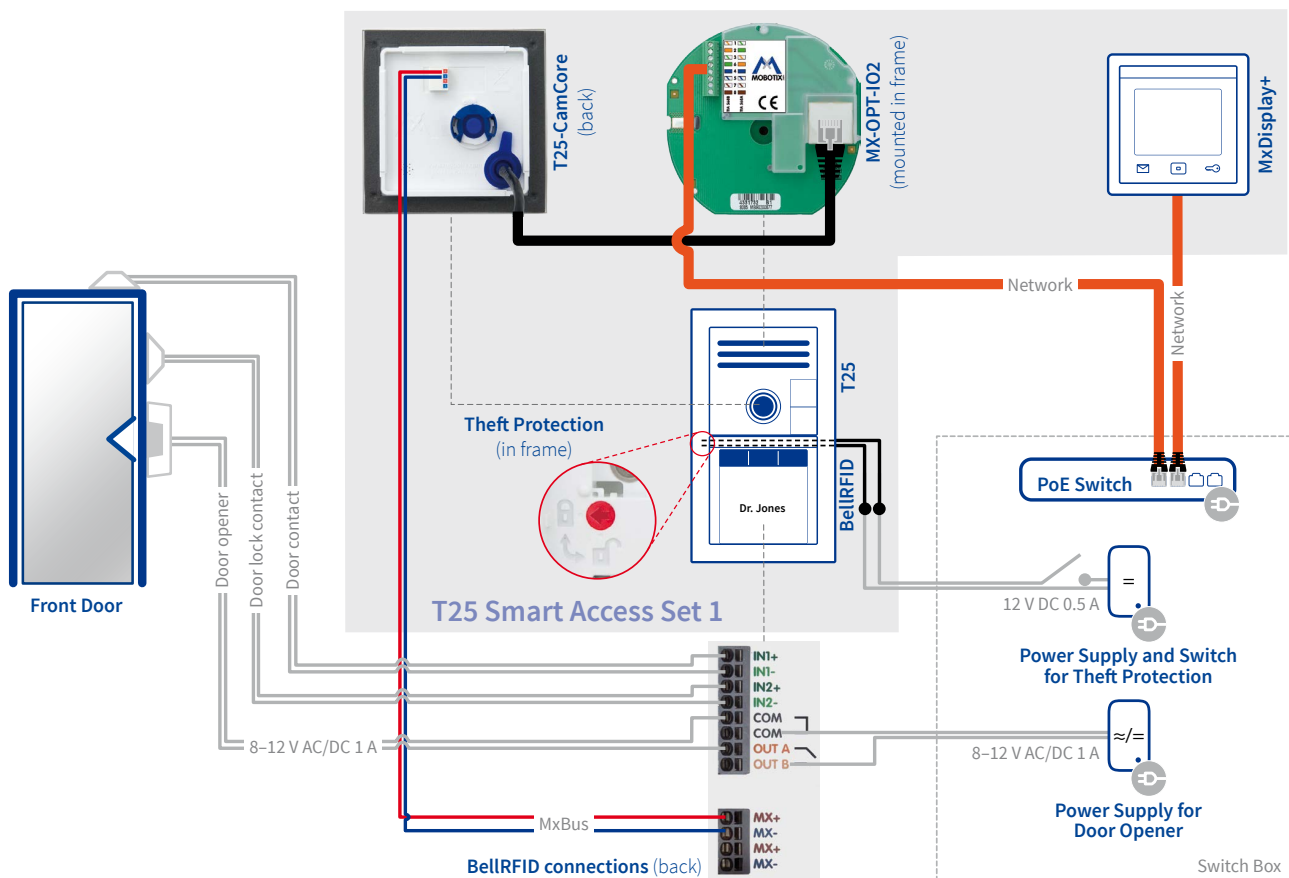 T25-CamCore
(back)
MOBOTIX
CE
MX-OPT-IO2
(mounted in frame)
MxDisplay+
Network
Network
T25
Theft Protection
(in frame)
BellRFID
Dr. Jones
PoE Switch
Door opener
Door lock contact
Door contact
Front Door
T25 Smart Access Set 1
=
12 V DC 0.5 A
Power Supply and Switch
for Theft Protection
IN1+
IN1-
IN2+
IN2-
COM
COM
OUT A
OUT B
8–12 V AC/DC 1 A
8–12 V AC/DC 1 A
≈/=
Power Supply for
Door Opener
MxBus
MX+
MX-
MX+
MX-
BellRFID connections (back)
Switch Box